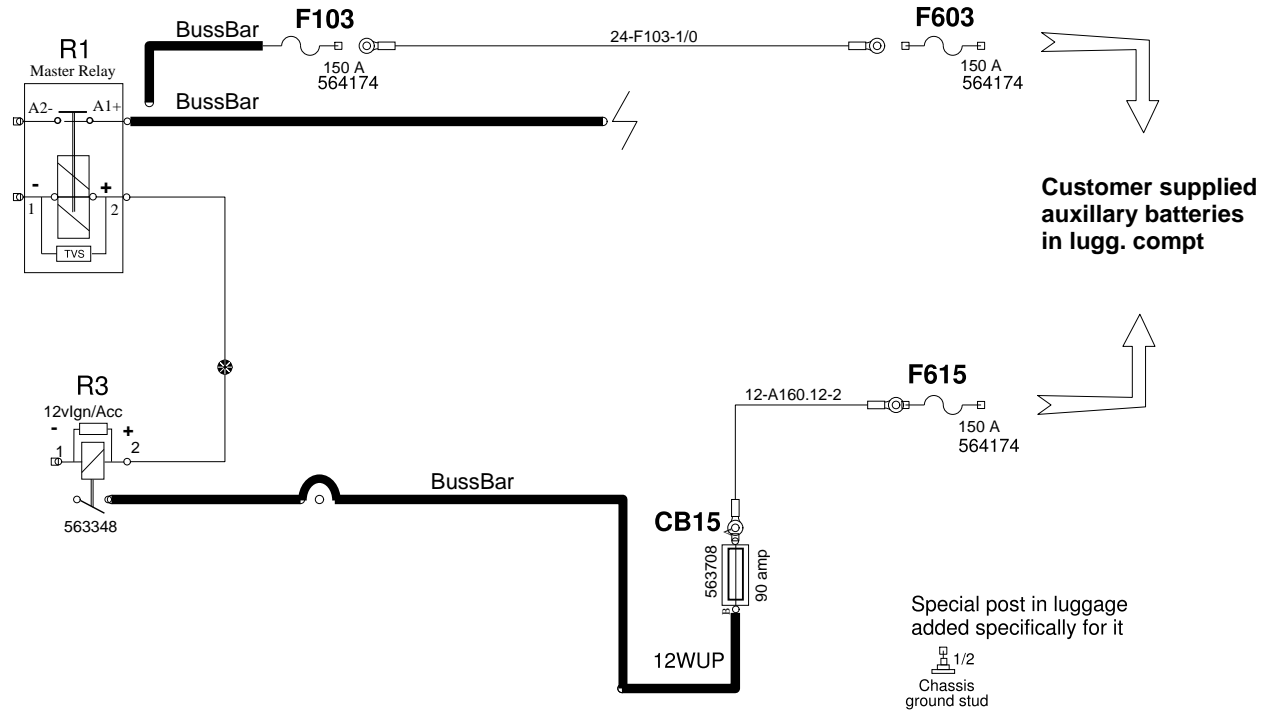 F103
F603
BussBar
24-F103-1/0
R1
Master Relay
150 A
564174
150 A
564174
A2-
A1+
BussBar
-
+
1
2
TVS
Customer supplied
auxillary batteries
in lugg. compt
R3
12vIgn/Acc
-
+
1
2
563348
F615
12-A160.12-2
150 A
564174
BussBar
CB15
563708
90 amp
B
12WUP
Special post in luggage
added specifically for it
1/2
Chassis
ground stud